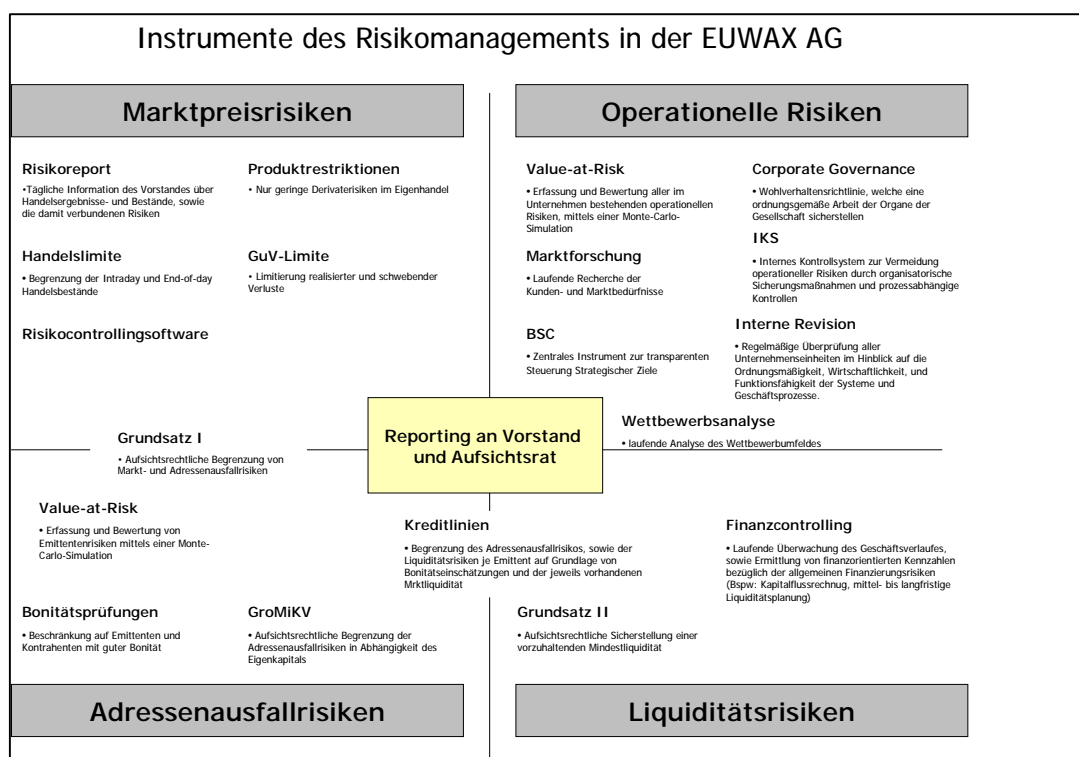 Instrumente des Risikomanagements in der EUWAX AG
Marktpreisrisiken
Risikoreport
•Tägliche Information des Vorstandes über
Handelsergebnisse- und Bestände, sowie
die damit verbundenen Risiken
Produktrestriktionen
• Nur geringe Derivaterisiken im Eigenhandel
Handelslimite
• Begrenzung der Intraday und End-of-day
Handelsbestände
GuV-Limite
• Limitierung realisierter und schwebender
Verluste
Risikocontrollingsoftware
Operationelle Risiken
Value-at-Risk
• Erfassung und Bewertung aller im
Unternehmen bestehenden operationellen
Risiken, mittels einer Monte-Carlo-
Simulation
Corporate Governance
• Wohlverhaltensrichtlinie, welche eine
ordnungsgemäße Arbeit der Organe der
Gesellschaft sicherstellen
Marktforschung
• Laufende Recherche der
Kunden- und Marktbedürfnisse
IKS
• Internes Kontrollsystem zur Vermeidung
operationeller Risiken durch organisatorische
Sicherungsmaßnahmen und prozessabhängige
Kontrollen
BSC
• Zentrales Instrument zur transparenten
Steuerung Strategischer Ziele
Interne Revision
• Regelmäßige Überprüfung aller
Unternehmenseinheiten im Hinblick auf die
Ordnungsmäßigkeit, Wirtschaftlichkeit, und
Funktionsfähigkeit der Systeme und
Geschäftsprozesse.
Wettbewerbsanalyse
• laufende Analyse des Wettbewerbumfeldes
Reporting an Vorstand
und Aufsichtsrat
Grundsatz I
• Aufsichtsrechtliche Begrenzung von
Markt- und Adressenausfallrisiken
Value-at-Risk
• Erfassung und Bewertung von
Emittentenrisiken mittels einer Monte-
Carlo-Simulation
Kreditlinien
• Begrenzung des Adressenausfallrisikos, sowie der
Liquiditätsrisiken je Emittent auf Grundlage von
Bonitätseinschätzungen und der jeweils vorhandenen
Mrktliquidität
Finanzcontrolling
• Laufende Überwachung des Geschäftsverlaufes,
sowie Ermittlung von finanzorientierten Kennzahlen
bezüglich der allgemeinen Finanzierungsrisiken
(Bspw: Kapitalflussrechnug, mittel- bis langfristige
Liquiditätsplanung)
Bonitätsprüfungen
• Beschränkung auf Emittenten und
Kontrahenten mit guter Bonität
GroMiKV
• Aufsichtsrechtliche Begrenzung der
Adressenausfallrisiken in Abhängigkeit des
Eigenkapitals
Grundsatz II
• Aufsichtsrechtliche Sicherstellung einer
vorzuhaltenden Mindestliquidität
Adressenausfallrisiken
Liquiditätsrisiken